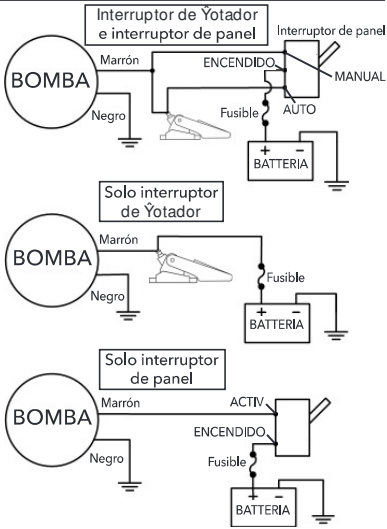 Interruptor de Ŷotador
e interruptor de panel
Interruptor de panel
Marrón
ENCENDIDO
BOMBA
MANUAL
Negro
Fusible
AUTO
+ −
BATTERIA
Solo interruptor
de Ŷotador
Marrón
BOMBA
Fusible
Negro
+ −
BATTERIA
Solo interruptor
de panel
Marrón
ACTIV
BOMBA
ENCENDIDO
Negro
Fusible
+ −
BATTERIA